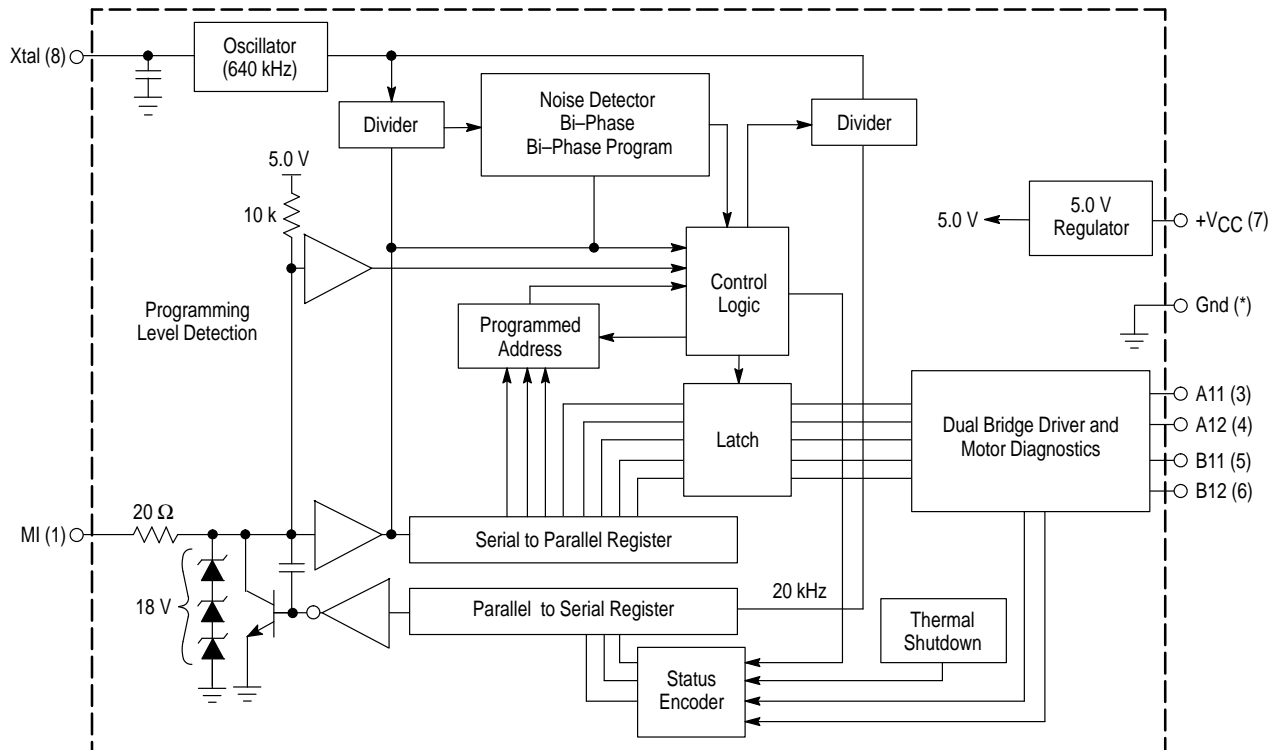 Xtal (8)
Oscillator
(640 kHz)
Divider
Noise Detector
Bi–Phase
Bi–Phase Program
Divider
5.0 V
10 k
5.0 V
5.0 V
Regulator
+VCC (7)
Programming
Level Detection
Control
Logic
Gnd (*)
Programmed
Address
Latch
Dual Bridge Driver and
Motor Diagnostics
A11 (3)
A12 (4)
B11 (5)
B12 (6)
MI (1)
20 Ω
Serial to Parallel Register
18 V
Parallel to Serial Register
20 kHz
Thermal
Shutdown
Status
Encoder